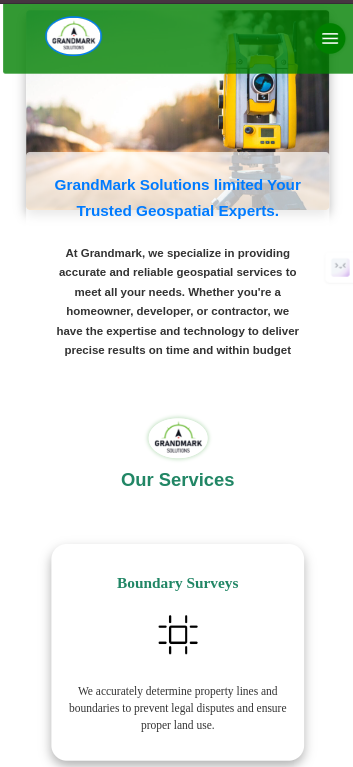 GRANDMARK
SOLUTIONS
GrandMark Solutions limited Your
Trusted Geospatial Experts.
At Grandmark, we specialize in providing
accurate and reliable geospatial services to
meet all your needs. Whether you're a
homeowner, developer, or contractor, we
have the expertise and technology to deliver
precise results on time and within budget
GRANDMARK
SOLUTIONS
Our Services
Boundary Surveys
We accurately determine property lines and
boundaries to prevent legal disputes and ensure
proper land use.